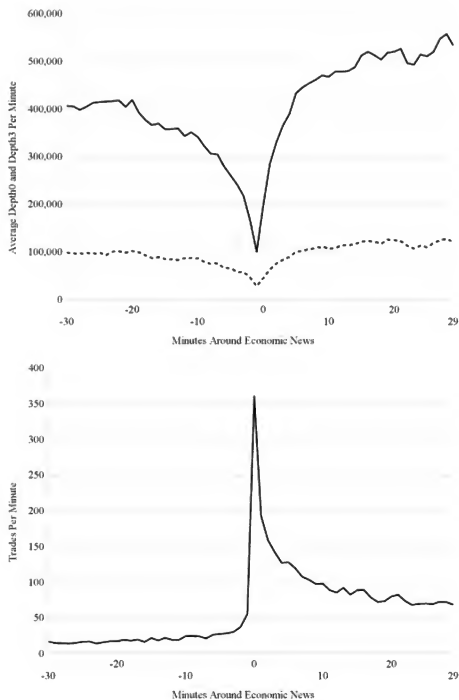 600,000
500,000
400,000
300,000
200,000
100,000
0
Average Depth0 and Depth3 Per Minute
-30 -20 -10 0 10 20 29
Minutes Around Economic News
400
350
300
250
200
150
100
50
0
Trades Per Minute
-30 -20 -10 0 10 20 29
Minutes Around Economic News